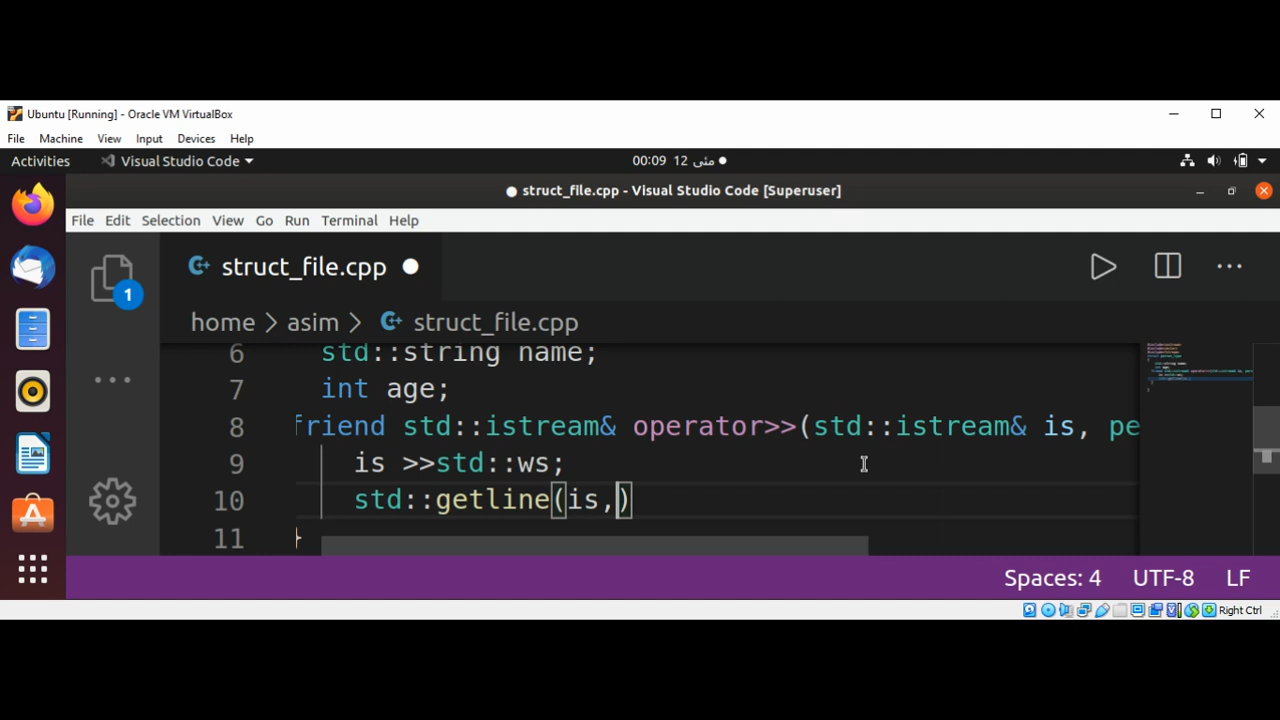 Ubuntu [Running] - Oracle VM VirtualBox
File Machine View Input Devices Help
Activities Visual Studio Code 00:09 12 مئی
struct_file.cpp - Visual Studio Code [Superuser]
File Edit Selection View Go Run Terminal Help
struct_file.cpp
1
home > asim > struct_file.cpp
6 std::string name;
7 int age;
8 friend std::istream& operator>>(std::istream& is, pe
9 is >>std::ws;
10 std::getline(is,)
11 }
Spaces: 4 UTF-8 LF
Right Ctrl